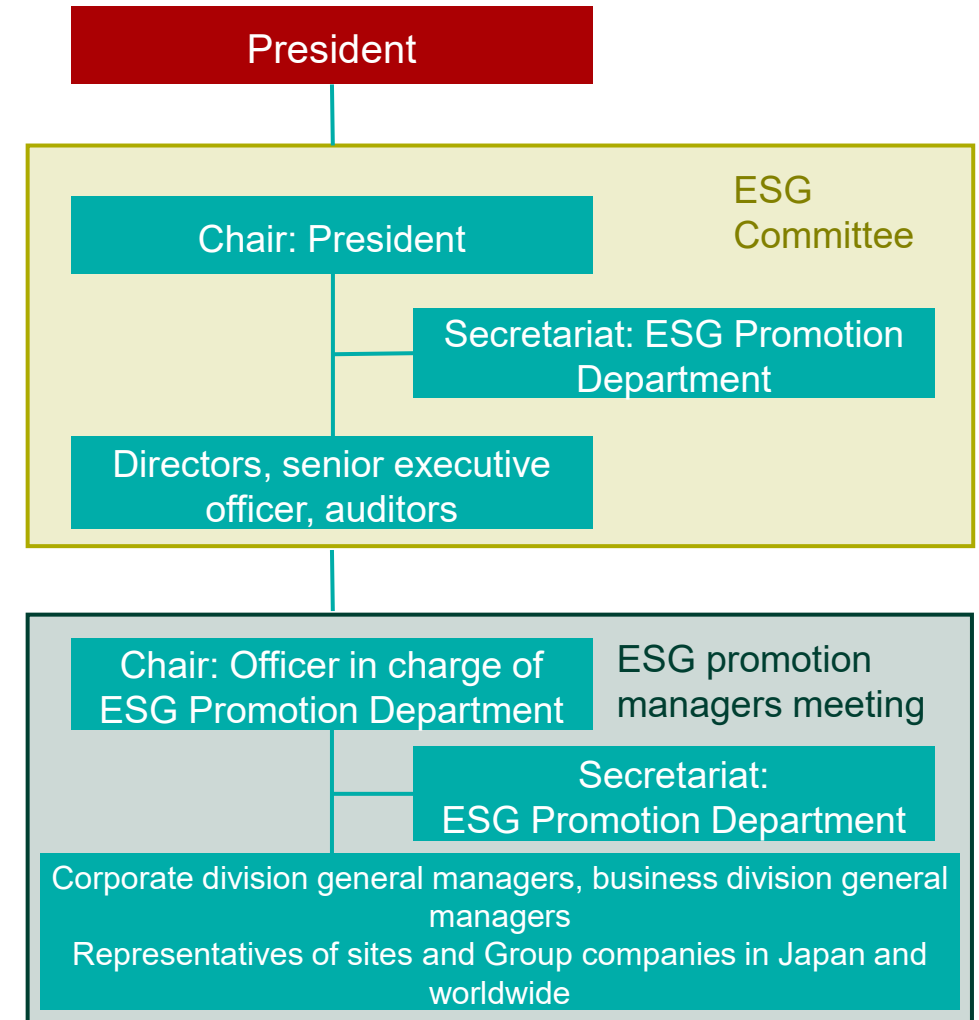 President
ESG
Committee
Chair: President
Secretariat: ESG Promotion
Department
Directors, senior executive
officer, auditors
Chair: Officer in charge of
ESG Promotion Department
ESG promotion
managers meeting
Secretariat:
ESG Promotion Department
Corporate division general managers, business division general
managers
Representatives of sites and Group companies in Japan and
worldwide